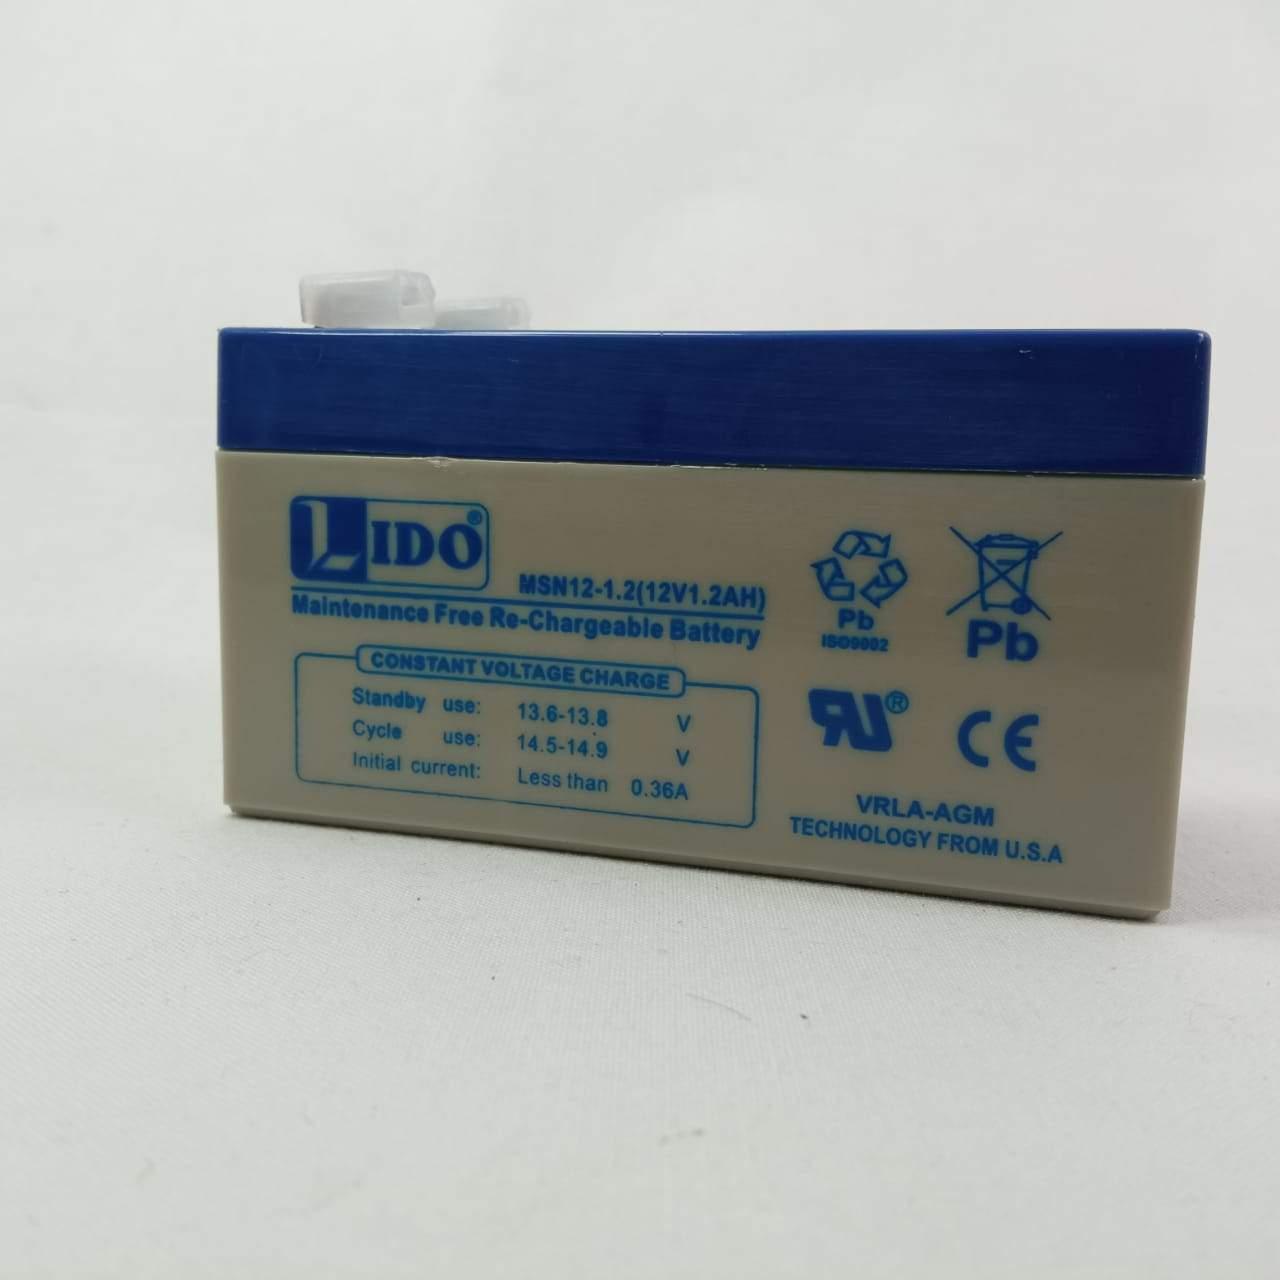 LIDO®
MSN12-1.2(12V1.2AH)
Maintenance Free Re-Chargeable Battery
CONSTANT VOLTAGE CHARGE
Standby use: 13.6-13.8 V
Cycle use: 14.5-14.9 V
Initial current: Less than 0.36A
Pb
ISO9002
Pb
RU®
CE
VRLA-AGM
TECHNOLOGY FROM U.S.A